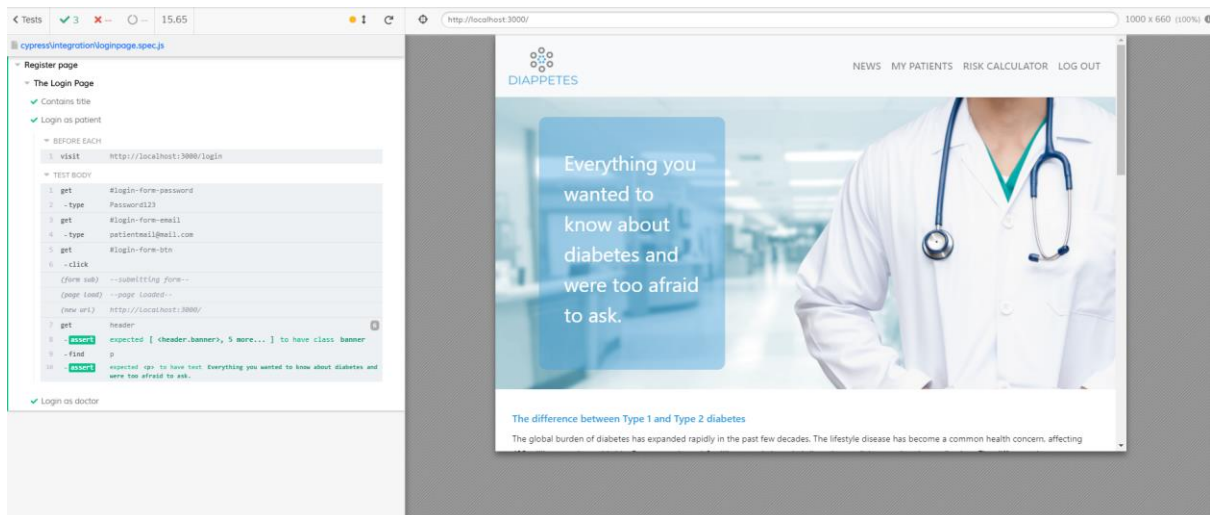 < Tests ✓ 3 ✗ -- ○ -- 15.65
http://localhost:3000/ 1000 x 660 (100%)
cypress\integration\loginpage.spec.js
Register page
The Login Page
Contains title
Login as patient
BEFORE EACH
1 visit http://localhost:3000/login
TEST BODY
1 get #login-form-password
2 -type Password123
3 get #login-form-email
4 -type patientmail@mail.com
5 get #login-form-btn
6 -click
(form sub) --submitting form--
(page load) --page loaded--
(new url) http://localhost:3000/
7 get header 6
8 -assert expected [ <header.banner>, 5 more... ] to have class banner
9 -find p
10 -assert expected <p> to have text Everything you wanted to know about diabetes and
were too afraid to ask.
Login as doctor
DIAPPETES
NEWS MY PATIENTS RISK CALCULATOR LOG OUT
Everything you
wanted to
know about
diabetes and
were too afraid
to ask.
The difference between Type 1 and Type 2 diabetes
The global burden of diabetes has expanded rapidly in the past few decades. The lifestyle disease has become a common health concern, affecting